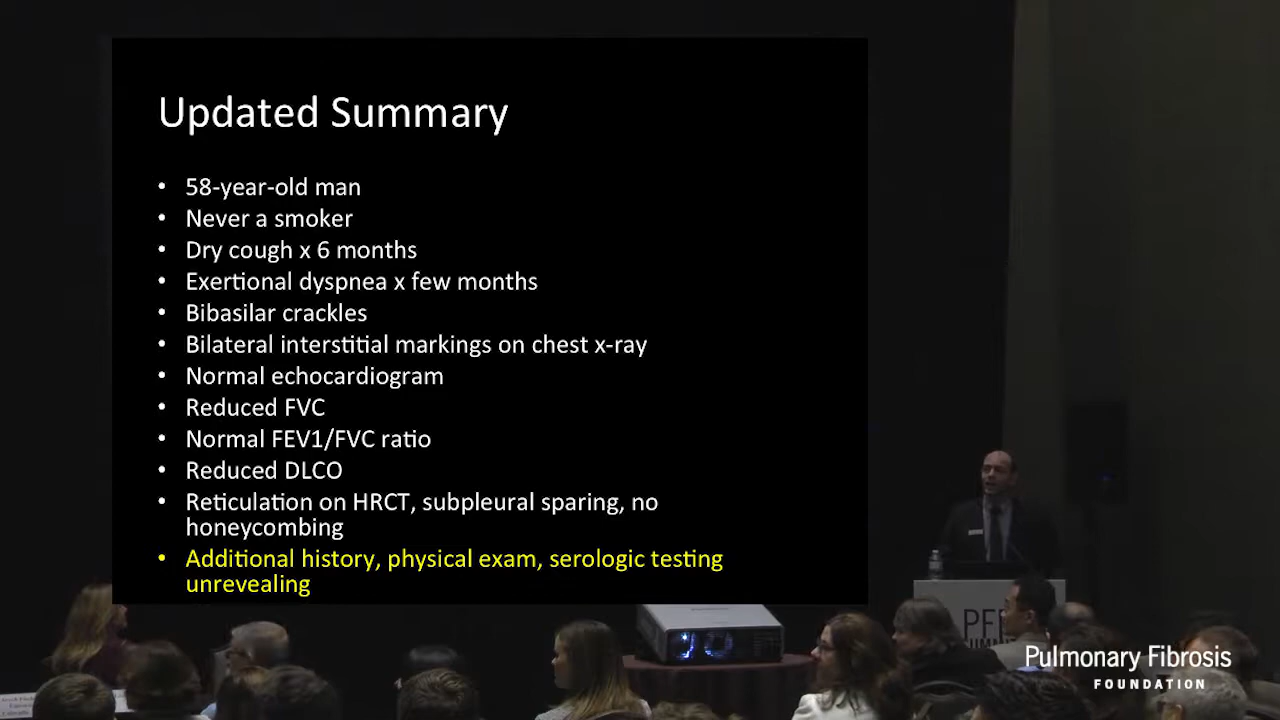 Updated Summary
• 58-year-old man
• Never a smoker
• Dry cough x 6 months
• Exertional dyspnea x few months
• Bibasilar crackles
• Bilateral interstitial markings on chest x-ray
• Normal echocardiogram
• Reduced FVC
• Normal FEV1/FVC ratio
• Reduced DLCO
• Reticulation on HRCT, subpleural sparing, no
honeycombing
• Additional history, physical exam, serologic testing
unrevealing
PFF
SUMMIT
Pulmonary Fibrosis
FOUNDATION